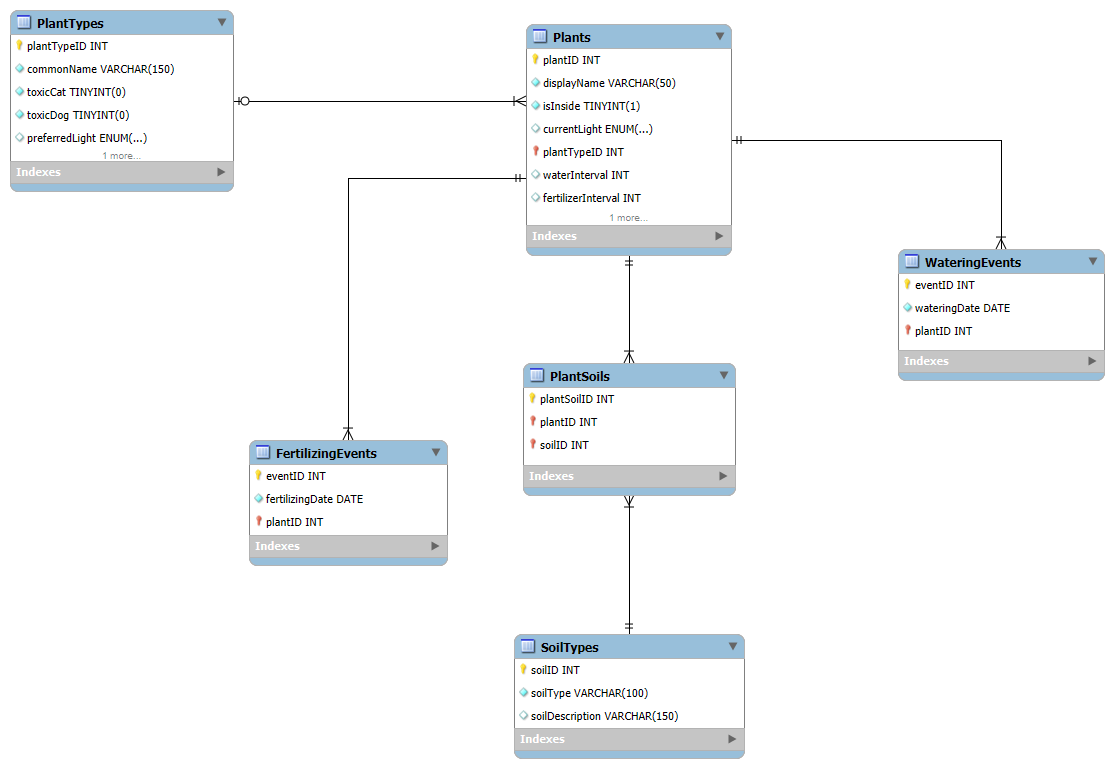 PlantTypes
plantTypeID INT
commonName VARCHAR(150)
toxicCat TINYINT(0)
toxicDog TINYINT(0)
preferredLight ENUM(...)
1 more...
Indexes
Plants
plantID INT
displayName VARCHAR(50)
isInside TINYINT(1)
currentLight ENUM(...)
plantTypeID INT
waterInterval INT
fertilizerInterval INT
1 more...
Indexes
WateringEvents
eventID INT
wateringDate DATE
plantID INT
Indexes
PlantSoils
plantSoilID INT
plantID INT
soilID INT
Indexes
FertilizingEvents
eventID INT
fertilizingDate DATE
plantID INT
Indexes
SoilTypes
soilID INT
soilType VARCHAR(100)
soilDescription VARCHAR(150)
Indexes